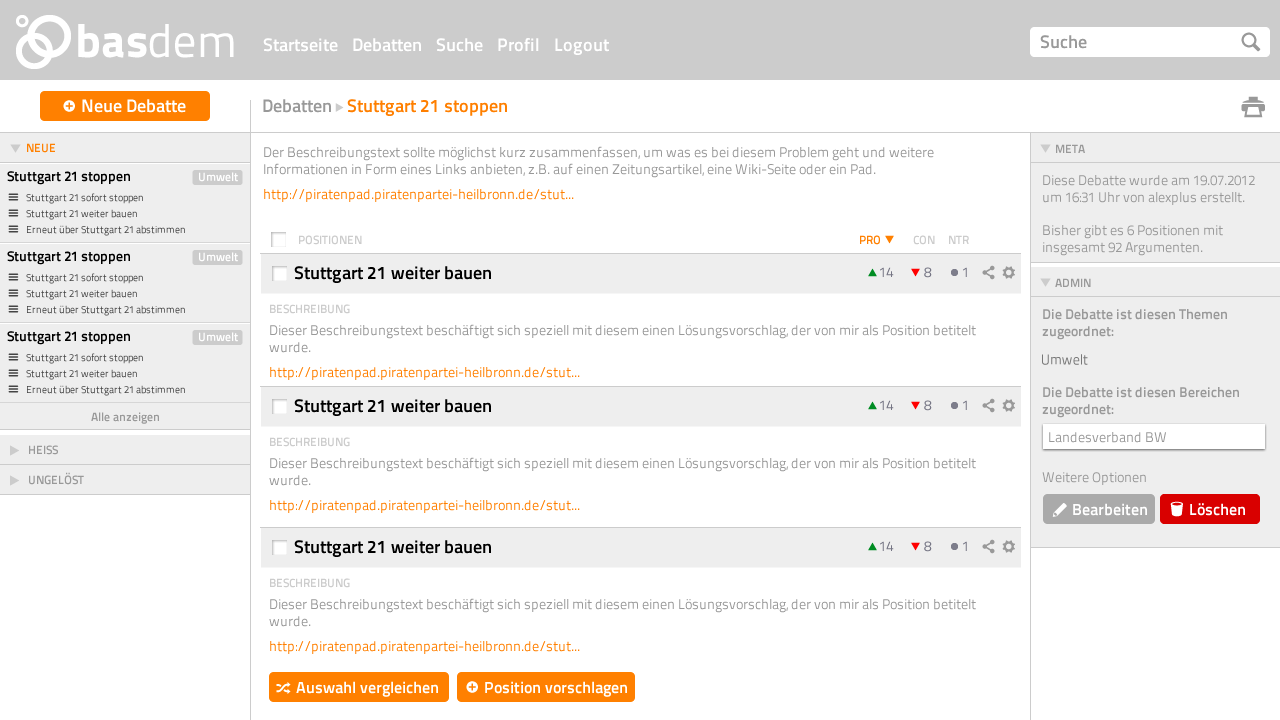 basdem
Startseite Debatten Suche Profil Logout
Suche
Neue Debatte
Debatten Stuttgart 21 stoppen
NEUE
Stuttgart 21 stoppen Umwelt
Stuttgart 21 sofort stoppen
Stuttgart 21 weiter bauen
Erneut über Stuttgart 21 abstimmen
Stuttgart 21 stoppen Umwelt
Stuttgart 21 sofort stoppen
Stuttgart 21 weiter bauen
Erneut über Stuttgart 21 abstimmen
Stuttgart 21 stoppen Umwelt
Stuttgart 21 sofort stoppen
Stuttgart 21 weiter bauen
Erneut über Stuttgart 21 abstimmen
Alle anzeigen
HEISS
UNGELÖST
Der Beschreibungstext sollte möglichst kurz zusammenfassen, um was es bei diesem Problem geht und weitere
Informationen in Form eines Links anbieten, z.B. auf einen Zeitungsartikel, eine Wiki-Seite oder ein Pad.
http://piratenpad.piratenpartei-heilbronn.de/stut...
POSITIONEN PRO CON NTR
Stuttgart 21 weiter bauen 14 8 1
BESCHREIBUNG
Dieser Beschreibungstext beschäftigt sich speziell mit diesem einen Lösungsvorschlag, der von mir als Position betitelt
wurde.
http://piratenpad.piratenpartei-heilbronn.de/stut...
Stuttgart 21 weiter bauen 14 8 1
BESCHREIBUNG
Dieser Beschreibungstext beschäftigt sich speziell mit diesem einen Lösungsvorschlag, der von mir als Position betitelt
wurde.
http://piratenpad.piratenpartei-heilbronn.de/stut...
Stuttgart 21 weiter bauen 14 8 1
BESCHREIBUNG
Dieser Beschreibungstext beschäftigt sich speziell mit diesem einen Lösungsvorschlag, der von mir als Position betitelt
wurde.
http://piratenpad.piratenpartei-heilbronn.de/stut...
Auswahl vergleichen Position vorschlagen
META
Diese Debatte wurde am 19.07.2012
um 16:31 Uhr von alexplus erstellt.
Bisher gibt es 6 Positionen mit
insgesamt 92 Argumenten.
ADMIN
Die Debatte ist diesen Themen
zugeordnet:
Umwelt
Die Debatte ist diesen Bereichen
zugeordnet:
Landesverband BW
Weitere Optionen
Bearbeiten Löschen